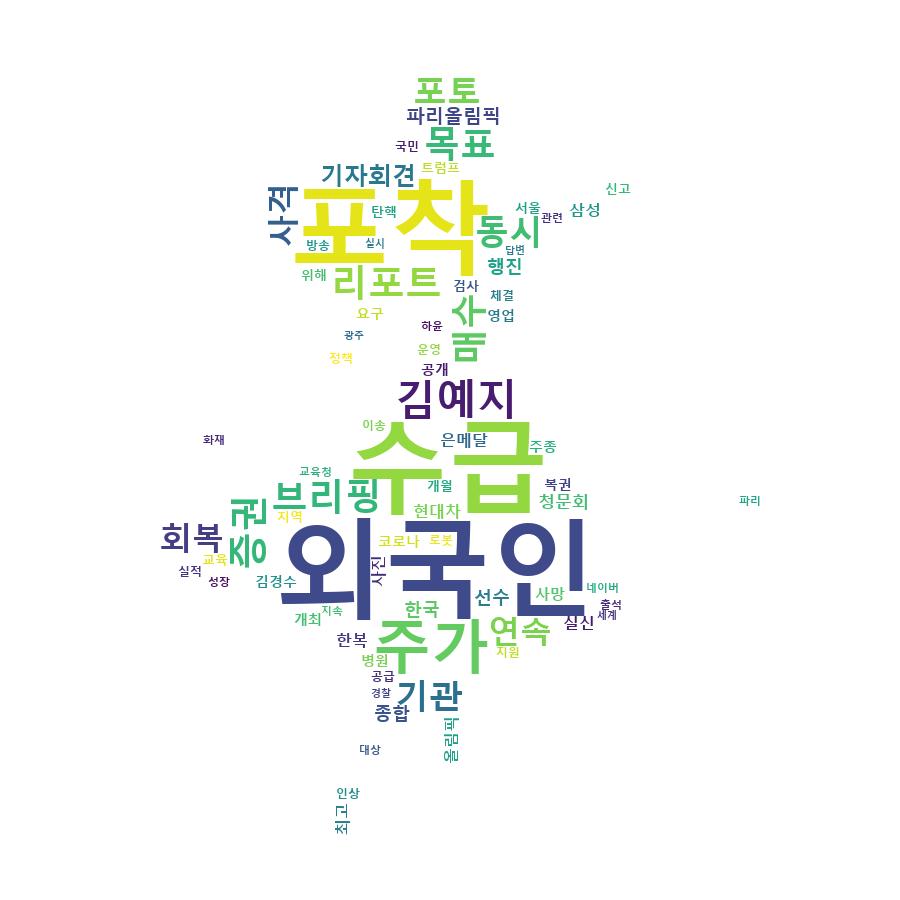 포토
파리올림픽
국민
목표
기자회견
트럼프
사격
포착
탄핵
신고
서울
삼성
관련
동시
방송
실시
답변
위해
리포트
행진
검사
체결
요구
매수
영업
하윤
광주
운영
정책
공개
김예지
이송
은메달
주종
화재
수급
교육청
브리핑
개월
복권
청문회
파리
증권
지역
현대차
회복
외국인
코로나
로봇
교육
사진
실적
성장
김경수
선수
사망
네이버
출석
세계
개최
지속
한국
실신
한복
주가
연속
지원
병원
공급
경찰
기관
종합
올림픽
대상
인상
최고